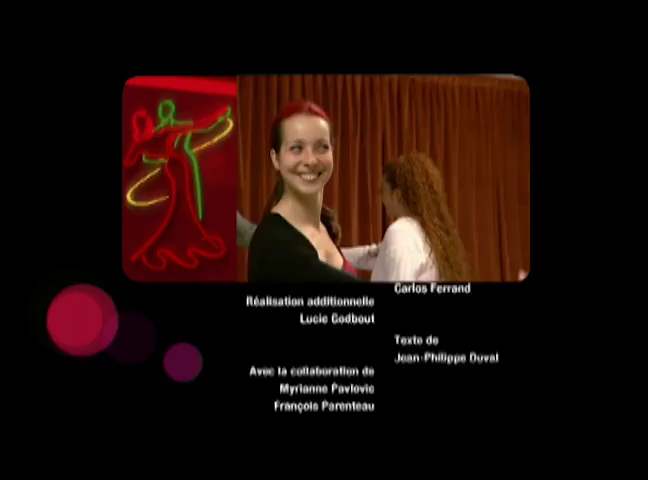 Carlos Ferrand
Réalisation additionnelle
Lucie Godbout
Texte de
Jean-Philippe Duval
Avec la collaboration de
Myrianne Pavlovic
François Parenteau